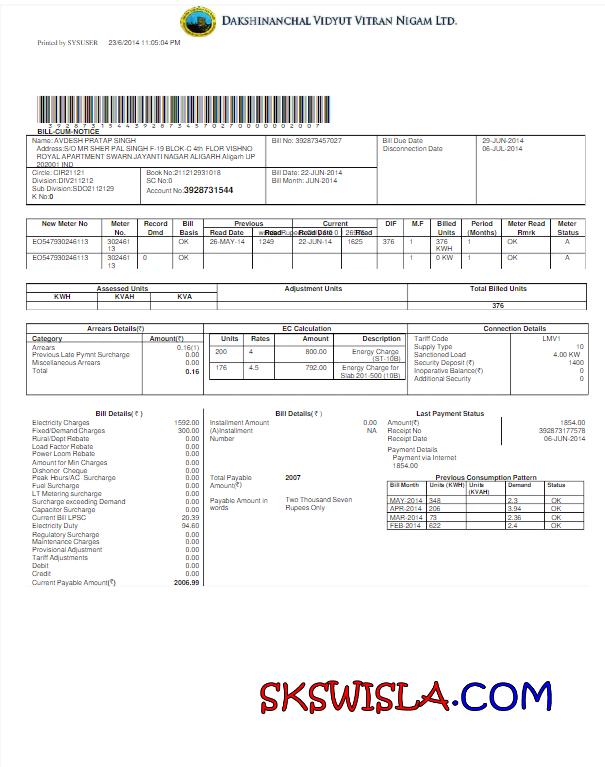 DAKSHINANCHAL VIDYUT VITRAN NIGAM LTD.
Printed by SYSUSER 23/6/2014 11:05:04 PM
BILL-CUM-NOTICE
Name: AVDESH PRATAP SINGH
Address:S/O MR SHER PAL SINGH F-19 BLOK-C 4th FLOR VISHNO
ROYAL APARTMENT SWARNJAYANTI NAGAR ALIGARH Aligarh UP
202001 IND
Bill No: 392873457027
Bill Due Date 29-JUN-2014
Disconnection Date 06-JUL-2014
Circle: CIR21121
Division:DIV211212
Sub Division:SDO2112129
K No:0
Book No:211212931018
SC No:0
Account No:3928731544
Bill Date: 22-JUN-2014
Bill Month: JUN-2014
New Meter No Meter No. Record Dmd Bill Basis Previous Current DIF M.F Billed Units Period (Months) Meter Read Rmrk Meter Status
Read Date Read Read Date Read
EO547930246113 30246113 OK 26-MAY-14 1249 22-JUN-14 1625 376 1 376 KWH 1 OK A
EO547930246113 30246113 0 OK 1 0 KW 1 OK A
Assessed Units Adjustment Units Total Billed Units
KWH KVAH KVA
376
Arrears Details(₹)
Category Amount(₹)
Arrears 0.16(1)
Previous Late Pymnt Surcharge 0.00
Miscellaneous Arrears 0.00
Total 0.16
EC Calculation
Units Rates Amount Description
200 4 800.00 Energy Charge (ST-10B)
176 4.5 792.00 Energy Charge for Slab 201-500 (10B)
Connection Details
Tariff Code LMV1
Supply Type 10
Sanctioned Load 4.00 KW
Security Deposit (₹) 1400
Inoperative Balance(₹) 0
Additional Security 0
Bill Details(₹)
Electricity Charges 1592.00
Fixed/Demand Charges 300.00
Rural/Dept Rebate 0.00
Load Factor Rebate 0.00
Power Loom Rebate 0.00
Amount for Min Charges 0.00
Dishonor Cheque 0.00
Peak Hours/AC Surcharge 0.00
Fuel Surcharge 0.00
LT Metering surcharge 0.00
Surcharge exceeding Demand 0.00
Capacitor Surcharge 0.00
Current Bill LPSC 20.39
Electricity Duty 94.60
Regulatory Surcharge 0.00
Maintenance Charges 0.00
Provisional Adjustment 0.00
Tariff Adjustments 0.00
Debit 0.00
Credit 0.00
Current Payable Amount(₹) 2006.99
Bill Details(₹)
Instalment Amount 0.00
(A)Installment NA
Number
Total Payable 2007
Amount(₹)
Payable Amount in words Two Thousand Seven Rupees Only
Last Payment Status
Amount(₹) 1854.00
Receipt No 392873177578
Receipt Date 06-JUN-2014
Payment Details
Payment via Internet
1854.00
Previous Consumption Pattern
Bill Month Units (KWH) Units (KVAH) Demand Status
MAY-2014 348 2.3 OK
APR-2014 206 3.94 OK
MAR-2014 73 2.36 OK
FEB-2014 622 2.4 OK
SKSWISLA.COM